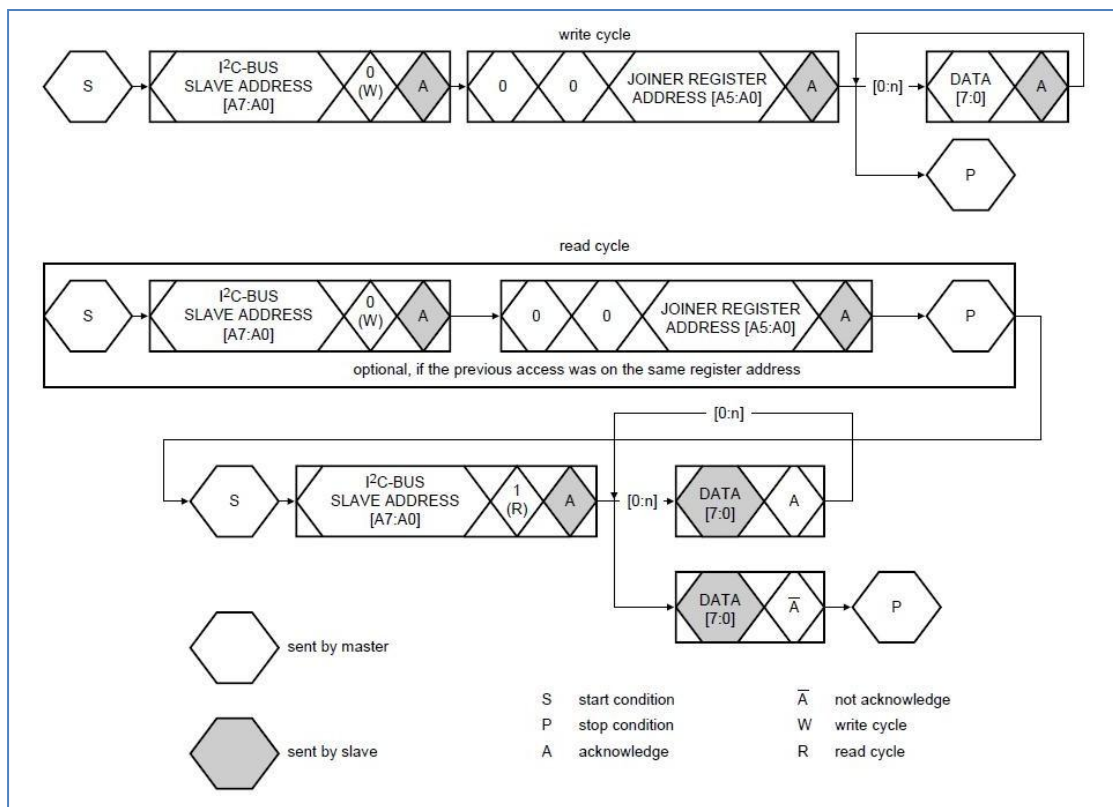 write cycle
S
I²C-BUS
SLAVE ADDRESS
[A7:A0]
0
(W)
A
0
0
JOINER REGISTER
ADDRESS [A5:A0]
A
[0:n]
DATA
[7:0]
A
P
read cycle
S
I²C-BUS
SLAVE ADDRESS
[A7:A0]
0
(W)
A
0
0
JOINER REGISTER
ADDRESS [A5:A0]
A
P
optional, if the previous access was on the same register address
[0:n]
S
I²C-BUS
SLAVE ADDRESS
[A7:A0]
1
(R)
A
[0:n]
DATA
[7:0]
A
DATA
[7:0]
A̅
P
sent by master
sent by slave
S start condition
P stop condition
A acknowledge
A̅ not acknowledge
W write cycle
R read cycle